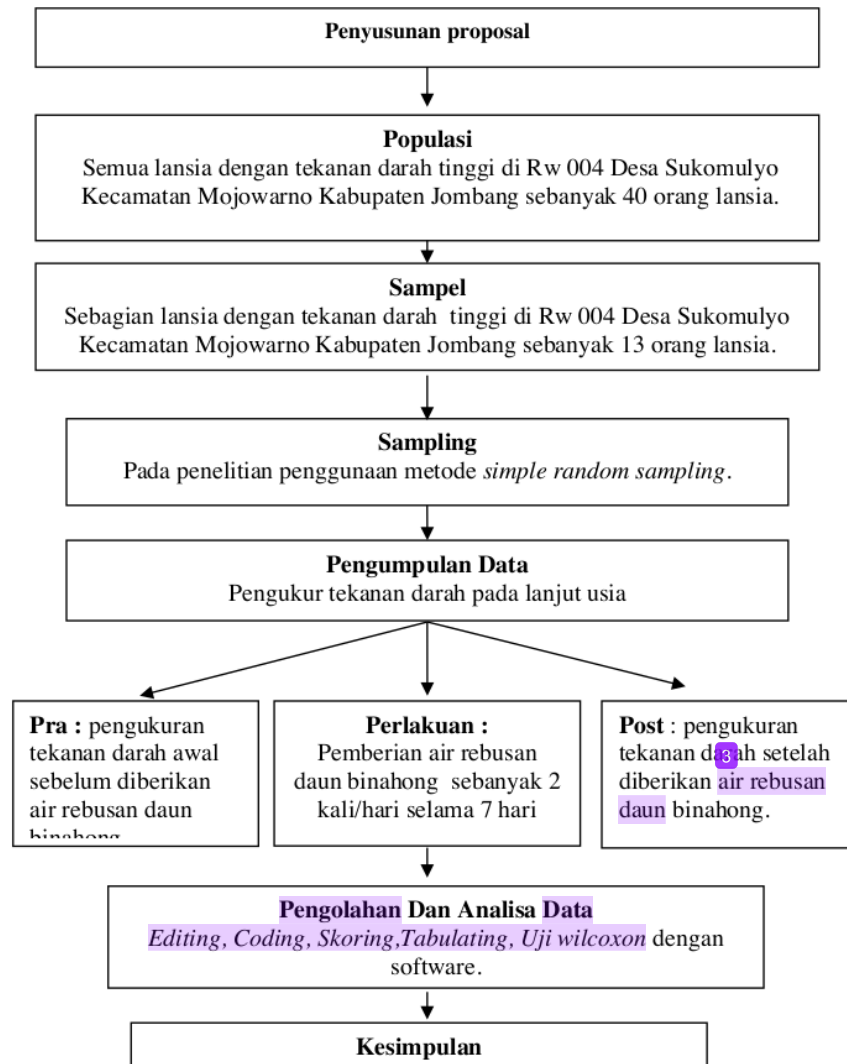 Penyusunan proposal
Populasi
Semua lansia dengan tekanan darah tinggi di Rw 004 Desa Sukomulyo
Kecamatan Mojowarno Kabupaten Jombang sebanyak 40 orang lansia.
Sampel
Sebagian lansia dengan tekanan darah tinggi di Rw 004 Desa Sukomulyo
Kecamatan Mojowarno Kabupaten Jombang sebanyak 13 orang lansia.
Sampling
Pada penelitian penggunaan metode simple random sampling.
Pengumpulan Data
Pengukur tekanan darah pada lanjut usia
Pra : pengukuran
tekanan darah awal
sebelum diberikan
air rebusan daun
binahong
Perlakuan :
Pemberian air rebusan
daun binahong sebanyak 2
kali/hari selama 7 hari
Post : pengukuran
tekanan darah setelah
3
diberikan air rebusan
daun binahong.
Pengolahan Dan Analisa Data
Editing, Coding, Skoring,Tabulating, Uji wilcoxon dengan
software.
Kesimpulan